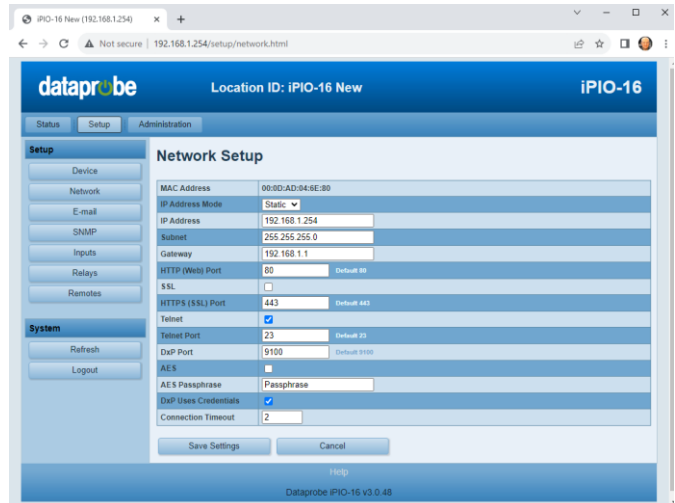 iPIO-16 New (192.168.1.254)
Not secure | 192.168.1.254/setup/network.html
dataprobe Location ID: iPIO-16 New iPIO-16
Status Setup Administration
Setup
Device
Network
E-mail
SNMP
Inputs
Relays
Remotes
System
Refresh
Logout
Network Setup
MAC Address 00:0D:AD:04:6E:80
IP Address Mode Static
IP Address 192.168.1.254
Subnet 255.255.255.0
Gateway 192.168.1.1
HTTP (Web) Port 80 Default 80
SSL
HTTPS (SSL) Port 443 Default 443
Telnet
Telnet Port 23 Default 23
DxP Port 9100 Default 9100
AES
AES Passphrase Passphrase
DxP Uses Credentials
Connection Timeout 2
Save Settings Cancel
Help
Dataprobe iPIO-16 v3.0.48